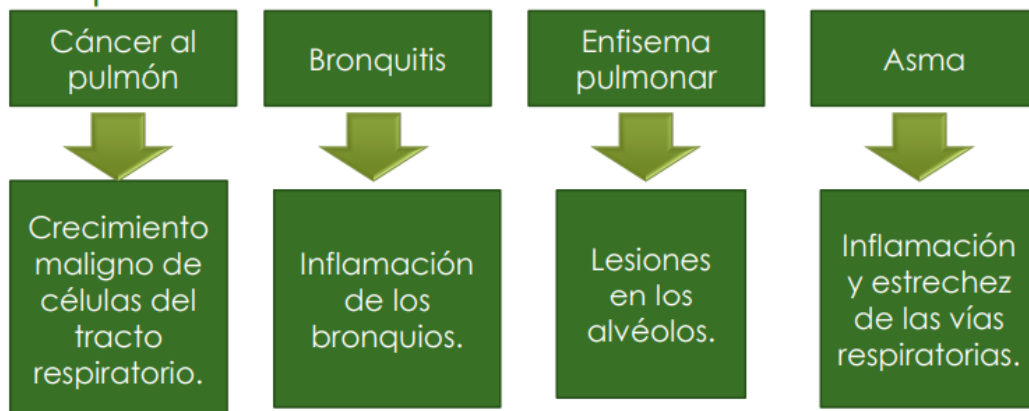 Cáncer al
pulmón
Bronquitis
Enfisema
pulmonar
Asma
Crecimiento
maligno de
células del
tracto
respiratorio.
Inflamación
de los
bronquios.
Lesiones
en los
alvéolos.
Inflamación
y estrechez
de las vías
respiratorias.